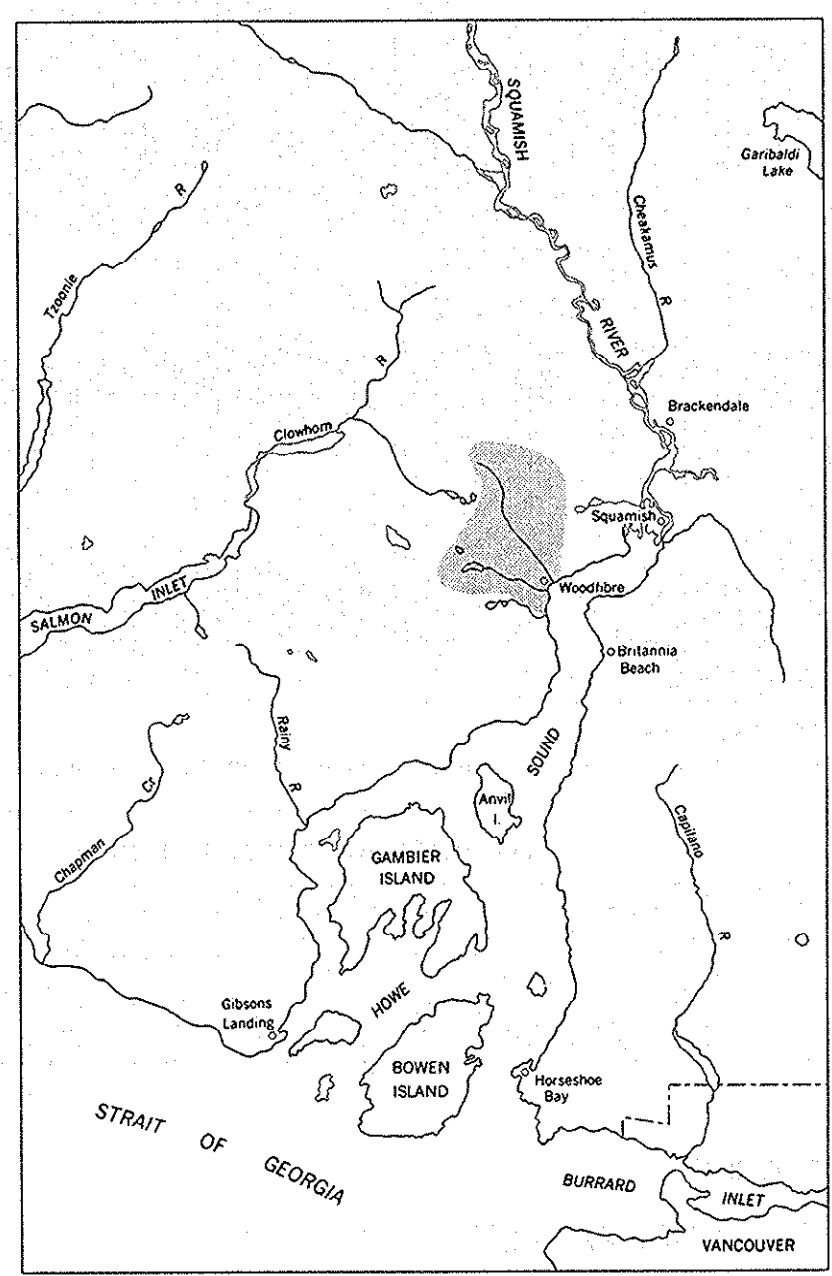 SQUAMISH
Garibaldi
Lake
R
Tzoonie
Cheakamus
R
RIVER
R
Clowhom
Brackendale
Squamish
Woodfibre
INLET
SALMON
Britannia
Beach
Rainy
R
SOUND
Anvil
I.
Capilano
R
Cr
Chapman
GAMBIER
ISLAND
HOWE
Gibsons
Landing
BOWEN
ISLAND
Horseshoe
Bay
STRAIT OF GEORGIA
BURRARD
INLET
VANCOUVER